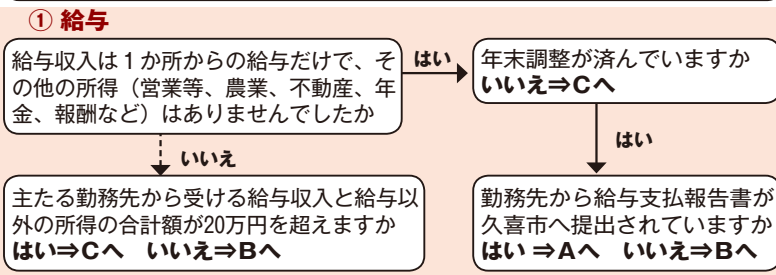 ① 給与
給与収入は１か所からの給与だけで、そ
の他の所得（営業等、農業、不動産、年
金、報酬など）はありませんでしたか
はい
年末調整が済んでいますか
いいえ⇒Cへ
いいえ
はい
主たる勤務先から受ける給与収入と給与以
外の所得の合計額が20万円を超えますか
はい⇒Cへ　いいえ⇒Bへ
勤務先から給与支払報告書が
久喜市へ提出されていますか
はい ⇒Aへ　いいえ⇒Bへ